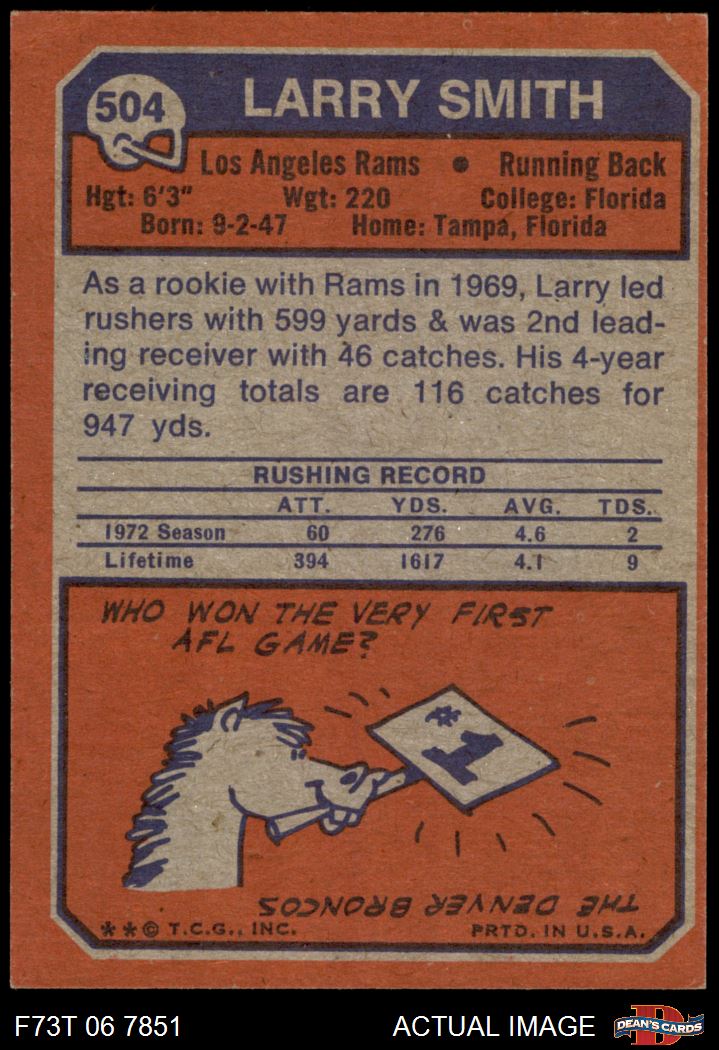 504
LARRY SMITH
Los Angeles Rams • Running Back
Hgt: 6'3" Wgt: 220 College: Florida
Born: 9-2-47 Home: Tampa, Florida
As a rookie with Rams in 1969, Larry led
rushers with 599 yards & was 2nd lead-
ing receiver with 46 catches. His 4-year
receiving totals are 116 catches for
947 yds.
RUSHING RECORD
ATT. YDS. AVG. TDS.
1972 Season 60 276 4.6 2
Lifetime 394 1617 4.1 9
WHO WON THE VERY FIRST
AFL GAME?
#1
THE DENVER BRONCOS
**© T.C.G., INC. PRTD. IN U.S.A.
F73T 06 7851 ACTUAL IMAGE D DEAN'S CARDS